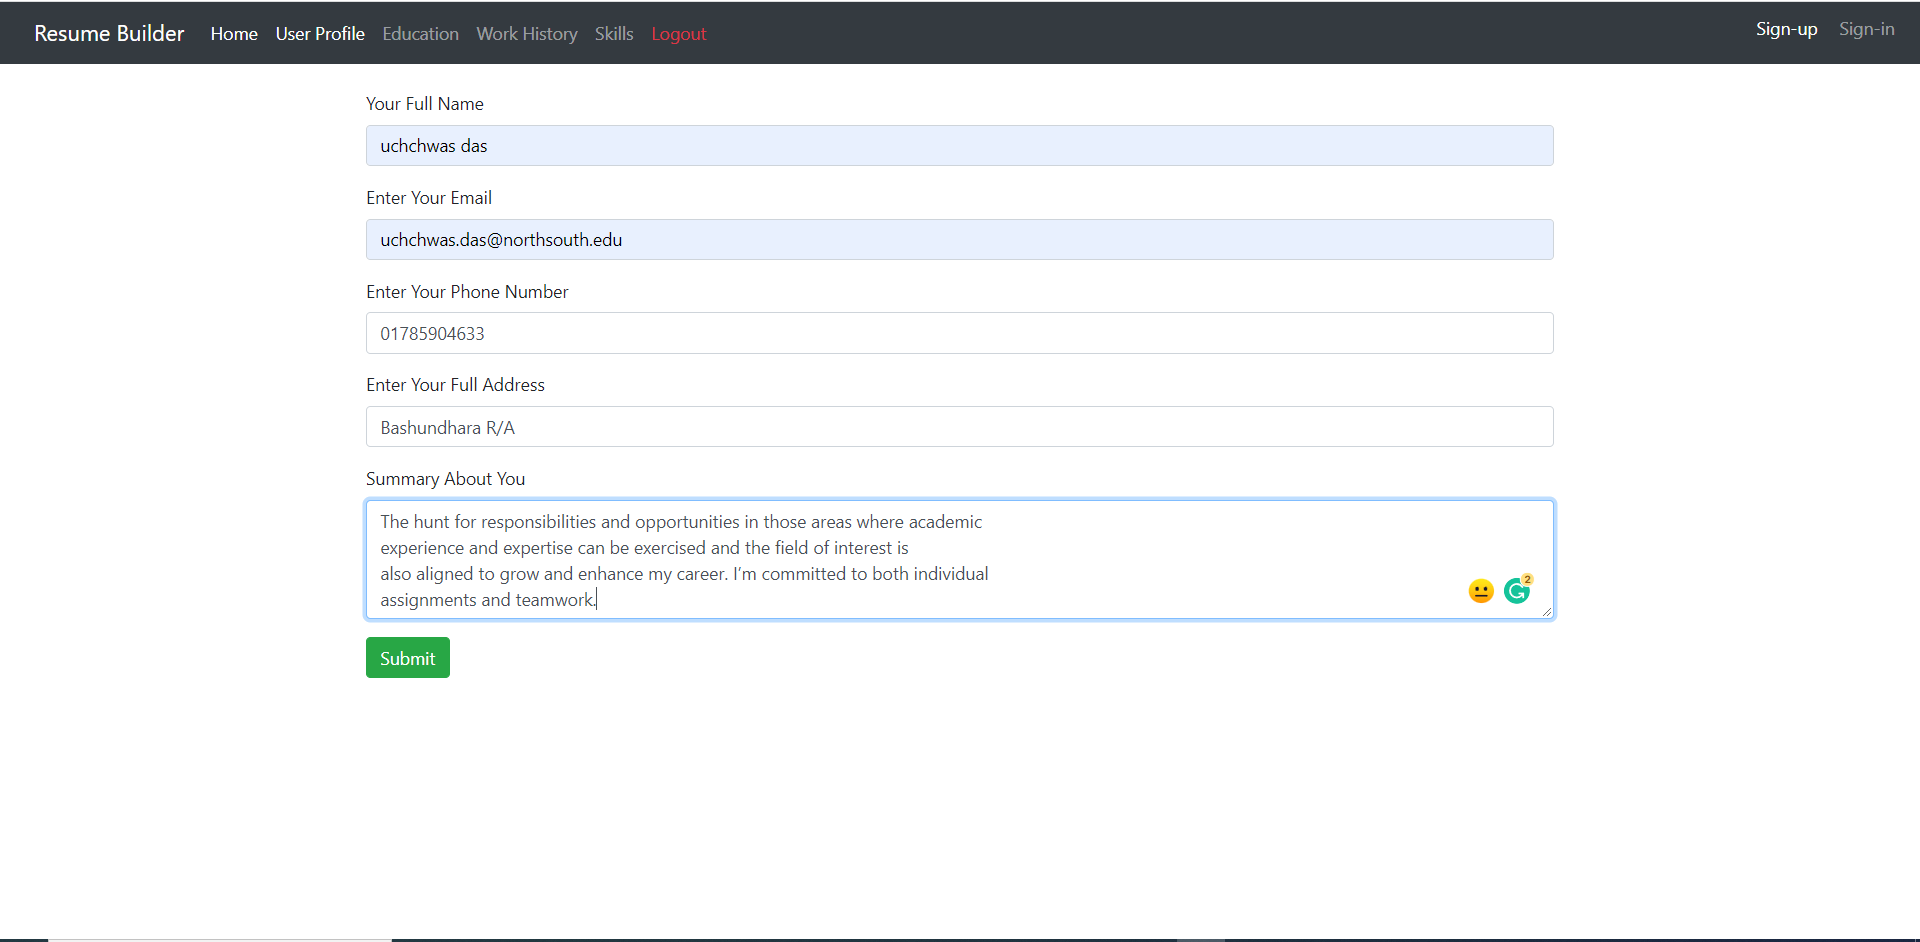 Resume Builder Home User Profile Education Work History Skills Logout Sign-up Sign-in
Your Full Name
uchchwas das
Enter Your Email
uchchwas.das@northsouth.edu
Enter Your Phone Number
01785904633
Enter Your Full Address
Bashundhara R/A
Summary About You
The hunt for responsibilities and opportunities in those areas where academic
experience and expertise can be exercised and the field of interest is
also aligned to grow and enhance my career. I’m committed to both individual
assignments and teamwork.
2
Submit